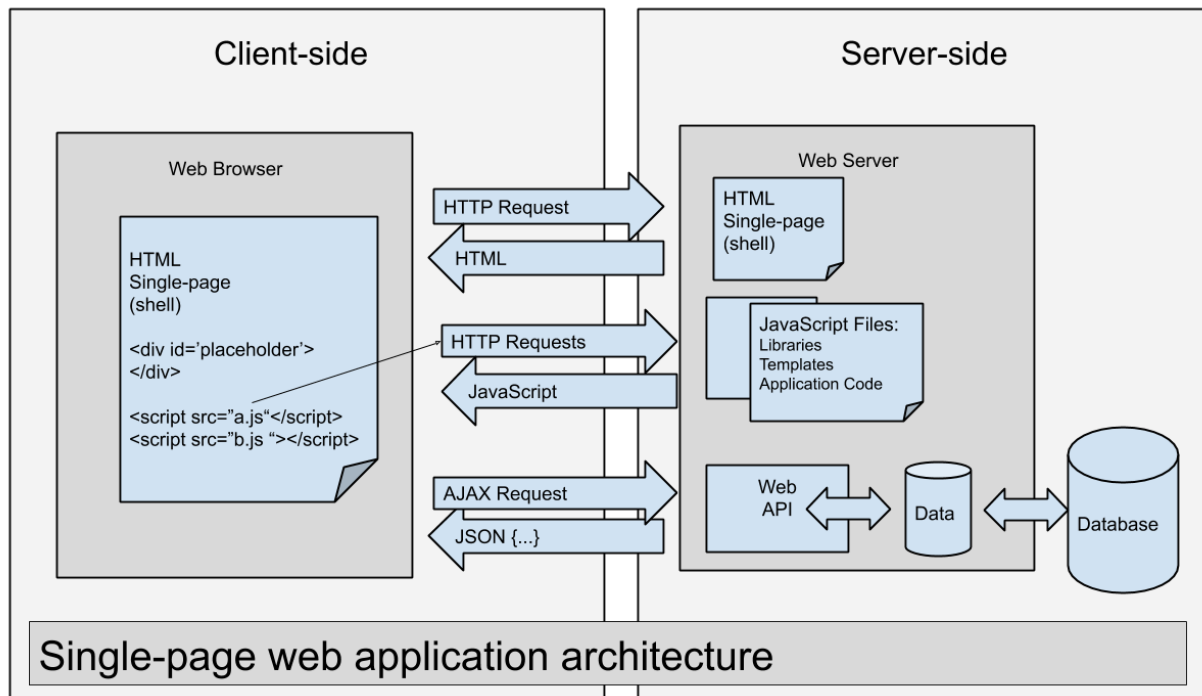 Client-side
Server-side
Web Browser
HTML
Single-page
(shell)
<div id=’placeholder’>
</div>
<script src=”a.js“</script>
<script src=”b.js “></script>
HTTP Request
HTML
HTTP Requests
JavaScript
AJAX Request
JSON {...}
Web Server
HTML
Single-page
(shell)
JavaScript Files:
Libraries
Templates
Application Code
Web
API
Data
Database
Single-page web application architecture